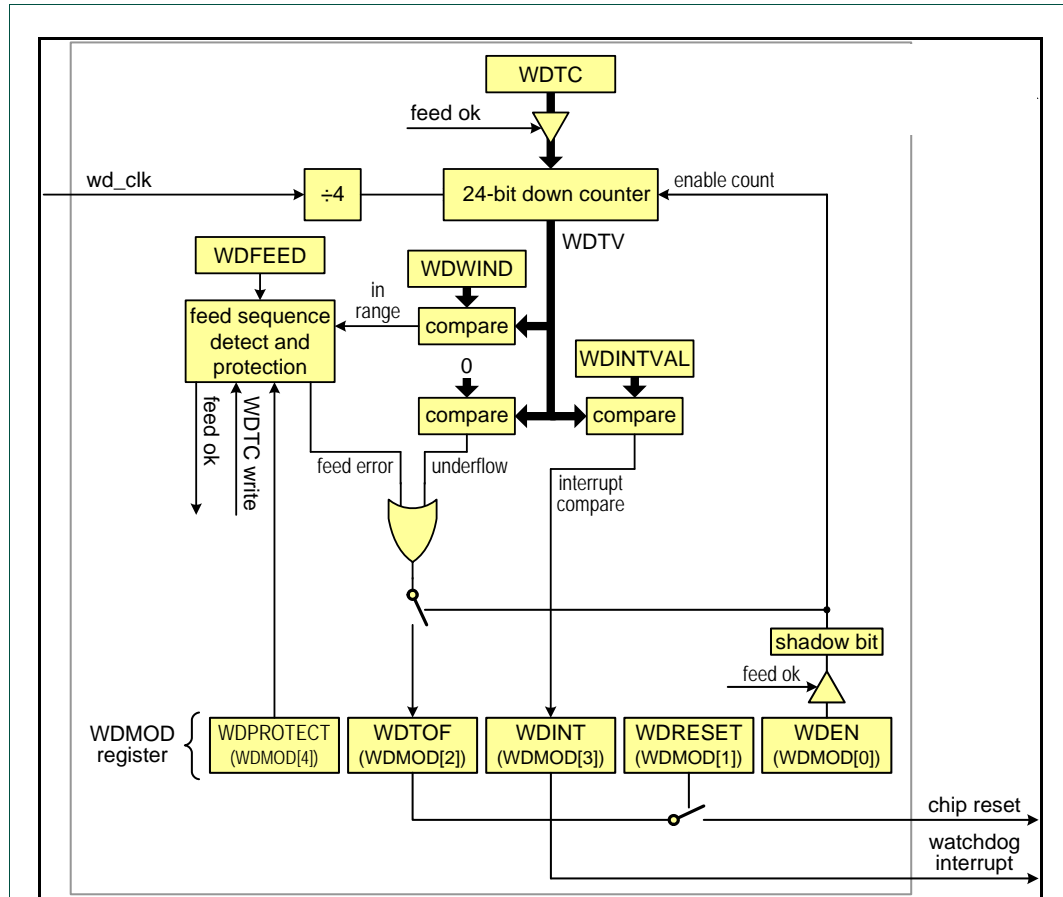 WDTC
feed ok
wd_clk
÷4
24-bit down counter
enable count
WDTV
WDFEED
WDWIND
in
range
feed sequence
detect and
protection
compare
WDINTVAL
0
compare
compare
feed ok
WDTC write
feed error
underflow
interrupt
compare
shadow bit
feed ok
WDMOD
register
WDPROTECT
(WDMOD[4])
WDTOF
(WDMOD[2])
WDINT
(WDMOD[3])
WDRESET
(WDMOD[1])
WDEN
(WDMOD[0])
chip reset
watchdog
interrupt